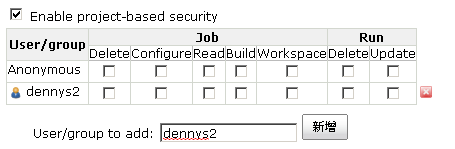 Enable project-based security
User/group Job Run
Delete Configure Read Build Workspace Delete Update
Anonymous
dennys2
User/group to add: dennys2 新增